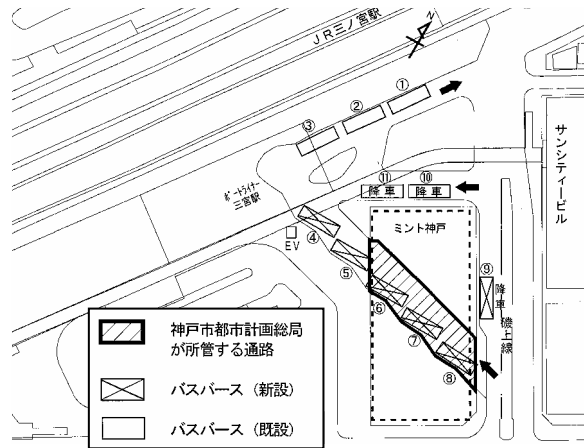 JR三ノ宮駅
N
①
②
③
ポートライナー
三宮駅
⑪
⑩
降車
降車
サンシティービル
④
EV
ミント神戸
⑤
⑨
降車
⑥
⑦
⑧
磯上線
神戸市都市計画総局
が所管する通路
バスバース（新設）
バスバース（既設）